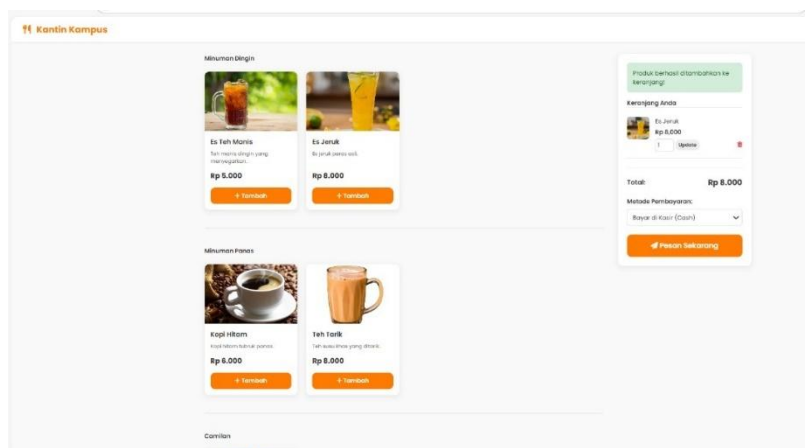 Kantin Kampus
Minuman Dingin
Es Teh Manis
Teh manis dingin yang
menyegarkan.
Rp 5.000
+ Tambah
Es Jeruk
Es jeruk peras asli.
Rp 8.000
+ Tambah
Minuman Panas
Kopi Hitam
Kopi hitam tubruk panas.
Rp 6.000
+ Tambah
Teh Tarik
Teh susu khas yang ditarik.
Rp 8.000
+ Tambah
Camilan
Produk berhasil ditambahkan ke
keranjang!
Keranjang Anda
Es Jeruk
Rp 8,000
1 Update
Total: Rp 8.000
Metode Pembayaran:
Bayar di Kasir (Cash)
Pesan Sekarang